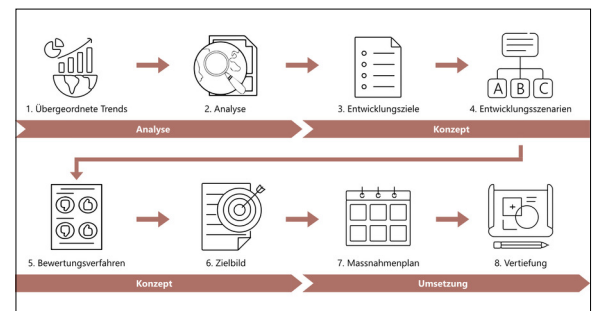 1. Übergeordnete Trends
2. Analyse
3. Entwicklungsziele
A B C
4. Entwicklungsszenarien
Analyse
Konzept
5. Bewertungsverfahren
6. Zielbild
7. Massnahmenplan
8. Vertiefung
Konzept
Umsetzung